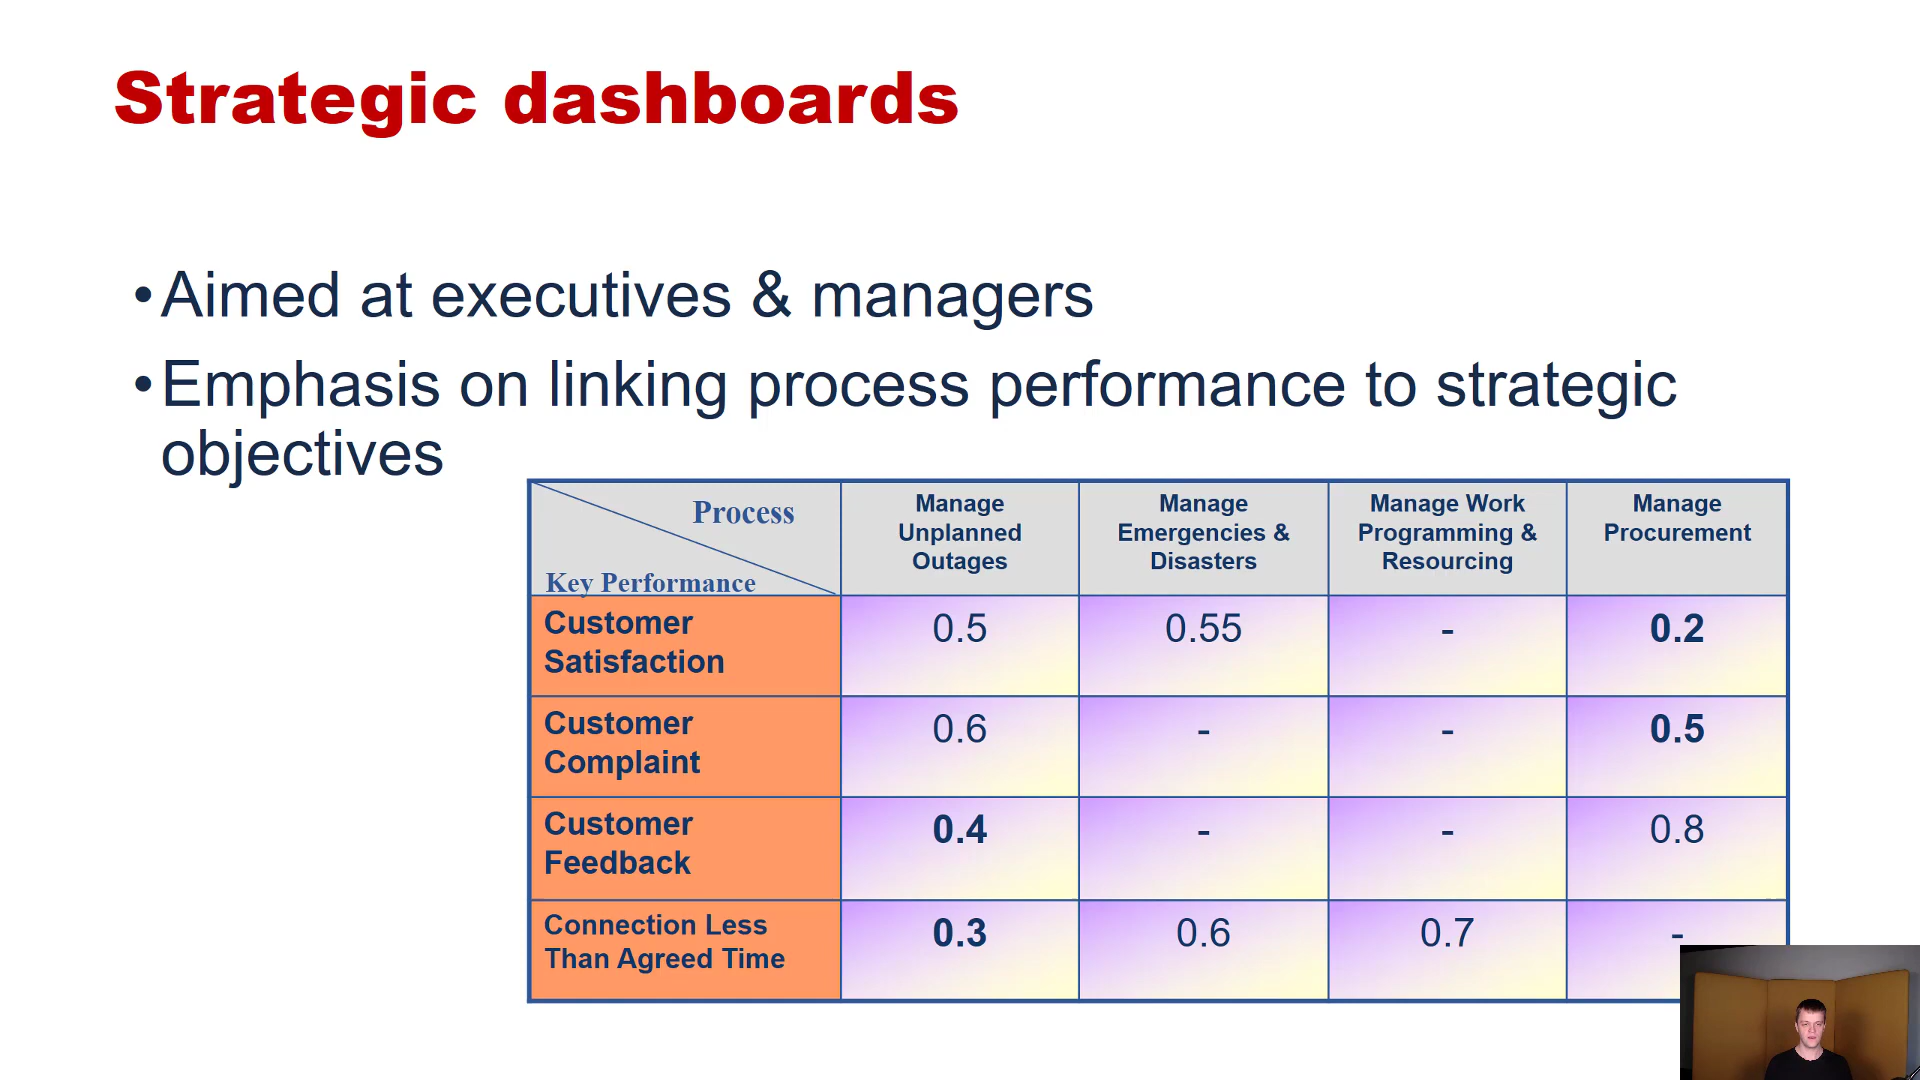 Strategic dashboards
•Aimed at executives & managers
•Emphasis on linking process performance to strategic
objectives
Process
Key Performance
Manage
Unplanned
Outages
Manage
Emergencies &
Disasters
Manage Work
Programming &
Resourcing
Manage
Procurement
Customer
Satisfaction
0.5
0.55
-
0.2
Customer
Complaint
0.6
-
-
0.5
Customer
Feedback
0.4
-
-
0.8
Connection Less
Than Agreed Time
0.3
0.6
0.7
-